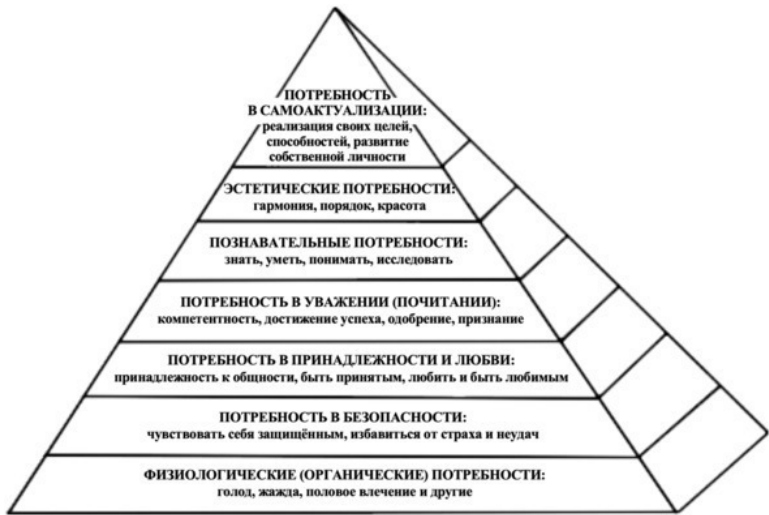 ПОТРЕБНОСТЬ
В САМОАКТУАЛИЗАЦИИ:
реализация своих целей,
способностей, развитие
собственной личности
ЭСТЕТИЧЕСКИЕ ПОТРЕБНОСТИ:
гармония, порядок, красота
ПОЗНАВАТЕЛЬНЫЕ ПОТРЕБНОСТИ:
знать, уметь, понимать, исследовать
ПОТРЕБНОСТЬ В УВАЖЕНИИ (ПОЧИТАНИИ):
компетентность, достижение успеха, одобрение, признание
ПОТРЕБНОСТЬ В ПРИНАДЛЕЖНОСТИ И ЛЮБВИ:
принадлежность к общности, быть принятым, любить и быть любимым
ПОТРЕБНОСТЬ В БЕЗОПАСНОСТИ:
чувствовать себя защищённым, избавиться от страха и неудач
ФИЗИОЛОГИЧЕСКИЕ (ОРГАНИЧЕСКИЕ) ПОТРЕБНОСТИ:
голод, жажда, половое влечение и другие